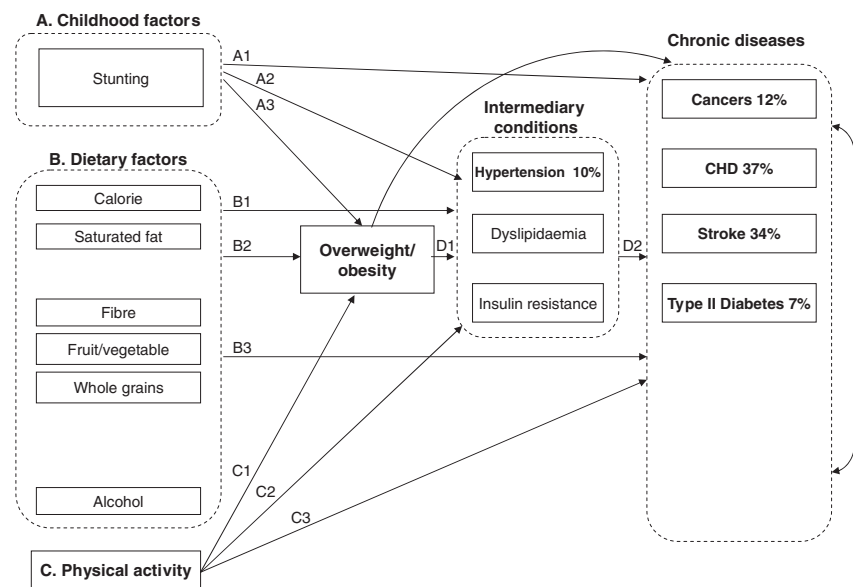 A. Childhood factors
Stunting
A1
A2
A3
B. Dietary factors
Calorie
Saturated fat
Fibre
Fruit/vegetable
Whole grains
Alcohol
B1
B2
B3
C. Physical activity
C1
C2
C3
Overweight/
obesity
D1
Intermediary
conditions
Hypertension 10%
Dyslipidaemia
Insulin resistance
D2
Chronic diseases
Cancers 12%
CHD 37%
Stroke 34%
Type II Diabetes 7%